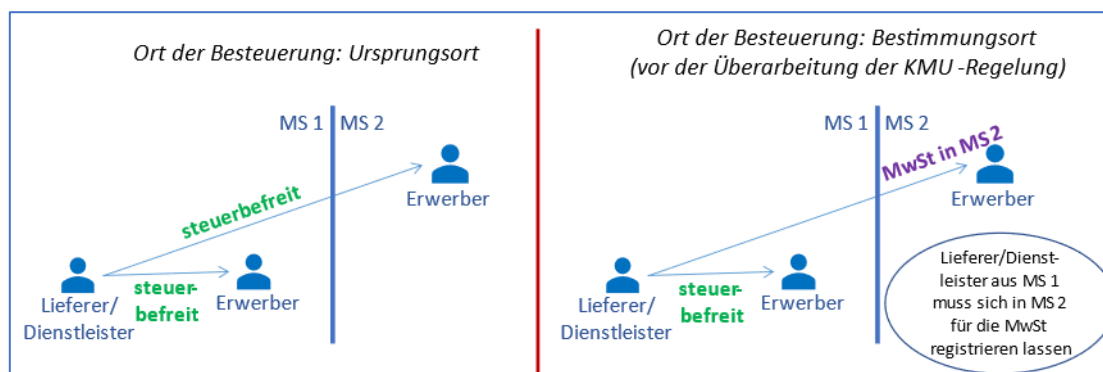 Ort der Besteuerung: Ursprungsort
MS 1
MS 2
steuerbefreit
Erwerber
Lieferer/
Dienstleister
steuer-
befreit
Erwerber
Ort der Besteuerung: Bestimmungsort
(vor der Überarbeitung der KMU -Regelung)
MS 1
MS 2
MwSt in MS 2
Erwerber
Lieferer/
Dienstleister
steuer-
befreit
Erwerber
Lieferer/Dienst-
leister aus MS 1
muss sich in MS 2
für die MwSt
registrieren lassen